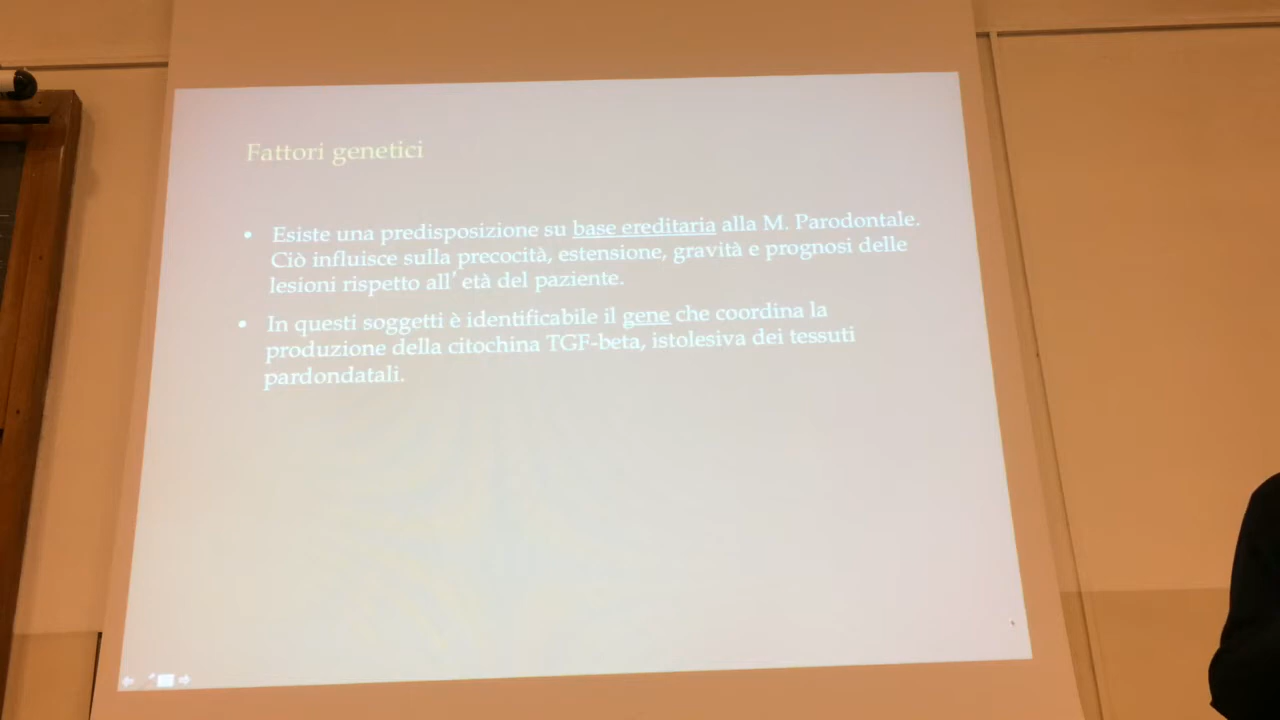 Fattori genetici
• Esiste una predisposizione su base ereditaria alla M. Parodontale.
Ciò influisce sulla precocità, estensione, gravità e prognosi delle
lesioni rispetto all’ età del paziente.
• In questi soggetti è identificabile il gene che coordina la
produzione della citochina TGF-beta, istolesiva dei tessuti
pardondatali.